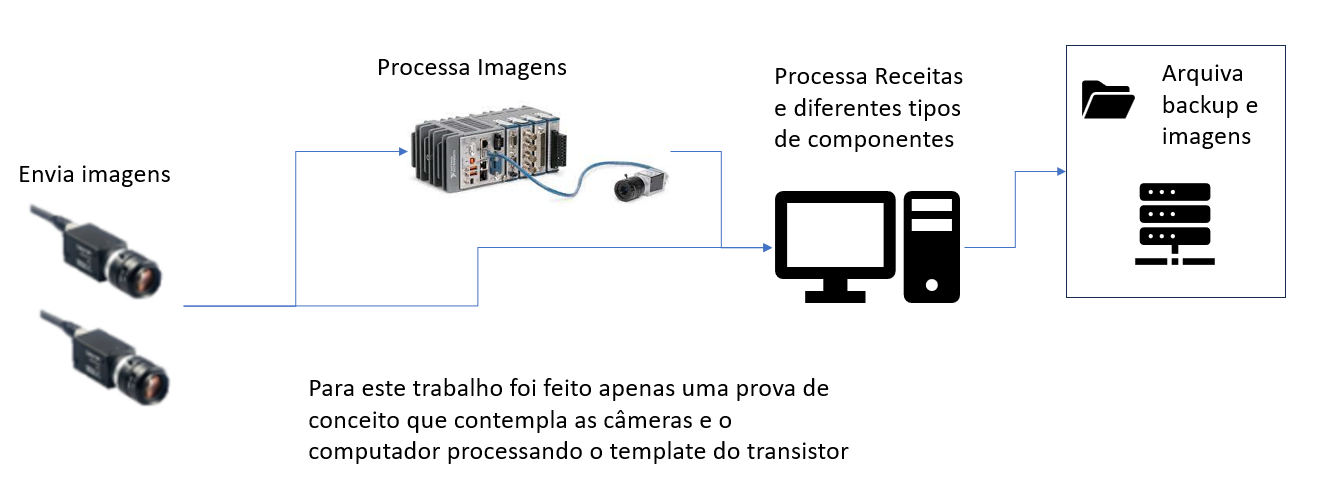 Envia imagens
Processa Imagens
Processa Receitas
e diferentes tipos
de componentes
Arquiva
backup e
imagens
Para este trabalho foi feito apenas uma prova de
conceito que contempla as câmeras e o
computador processando o template do transistor